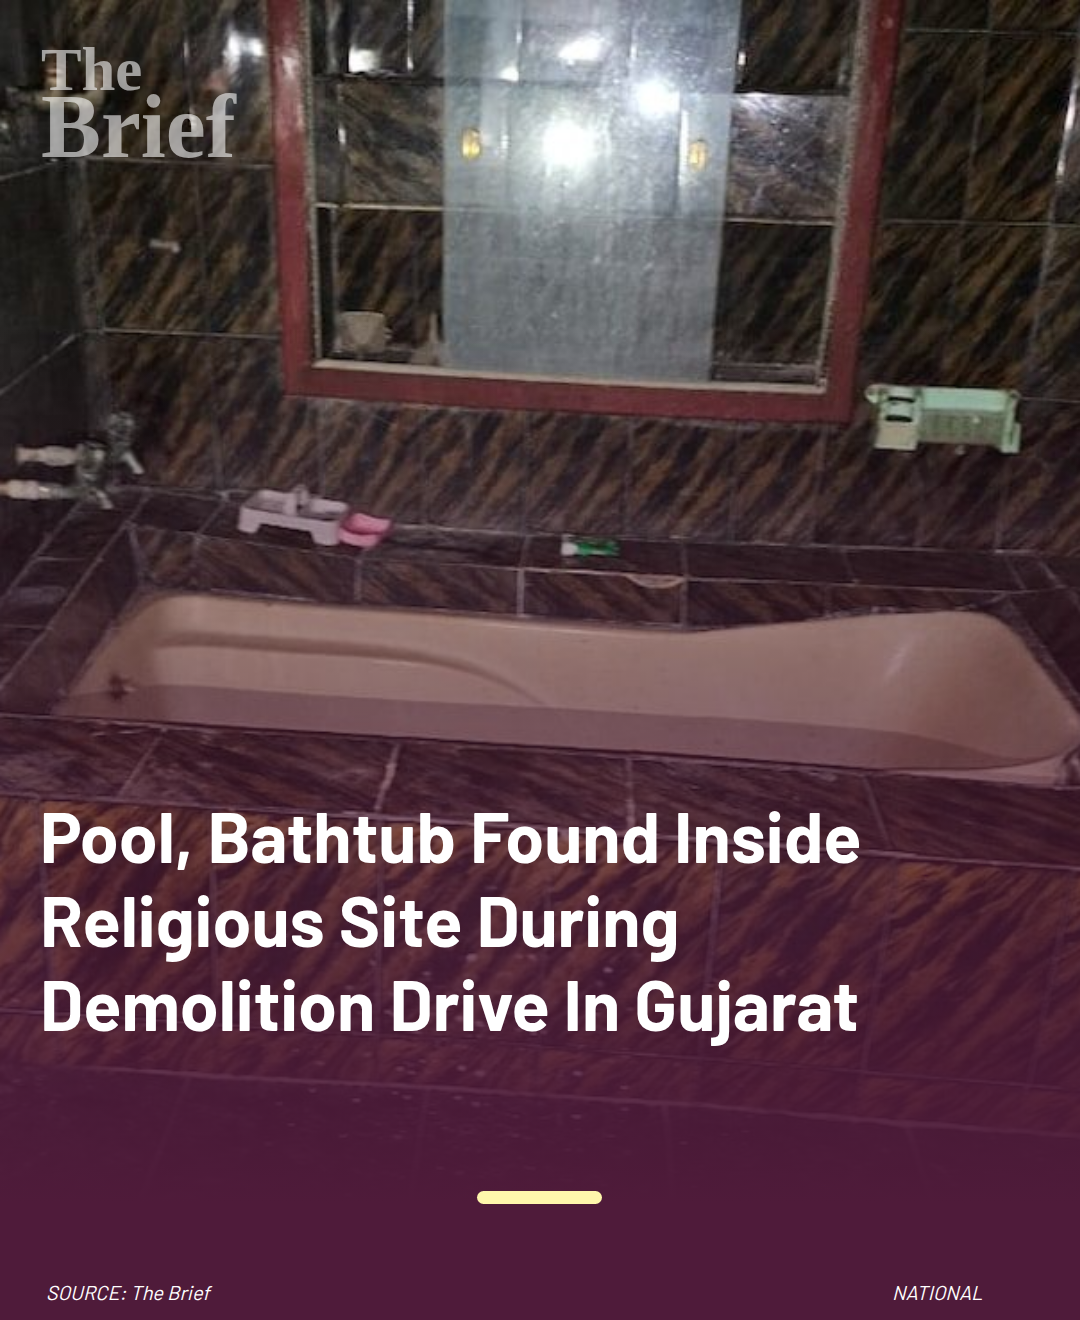 The
Brief
Pool, Bathtub Found Inside
Religious Site During
Demolition Drive In Gujarat
SOURCE: The Brief
NATIONAL